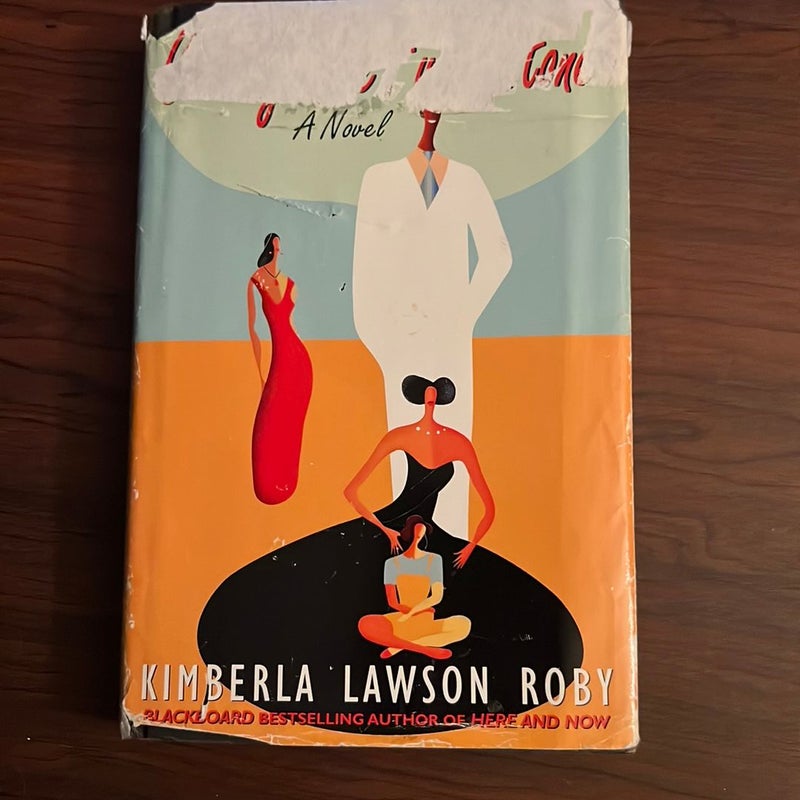 A Novel
KIMBERLA LAWSON ROBY
BLACKBOARD BESTSELLING AUTHOR OF HERE AND NOW